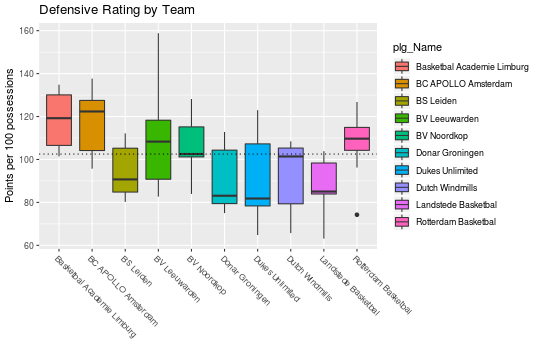 Defensive Rating by Team
Points per 100 possessions
160
140
120
100
80
60
Basketbal Academie Limburg
BC APOLLO Amsterdam
BS Leiden
BV Leeuwarden
BV Noordkop
Donar Groningen
Dukes Unlimited
Dutch Windmills
Landstede Basketbal
Rotterdam Basketbal
plg_Name
Basketbal Academie Limburg
BC APOLLO Amsterdam
BS Leiden
BV Leeuwarden
BV Noordkop
Donar Groningen
Dukes Unlimited
Dutch Windmills
Landstede Basketbal
Rotterdam Basketbal